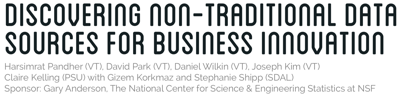 DISCOVERING NON-TRADITIONAL DATA
SOURCES FOR BUSINESS INNOVATION
Harsimrat Pandher (VT), David Park (VT), Daniel Wilkin (VT), Joseph Kim (VT)
Claire Kelling (PSU) with Gizem Korkmaz and Stephanie Shipp (SDAL)
Sponsor: Gary Anderson, The National Center for Science & Engineering Statistics at NSF